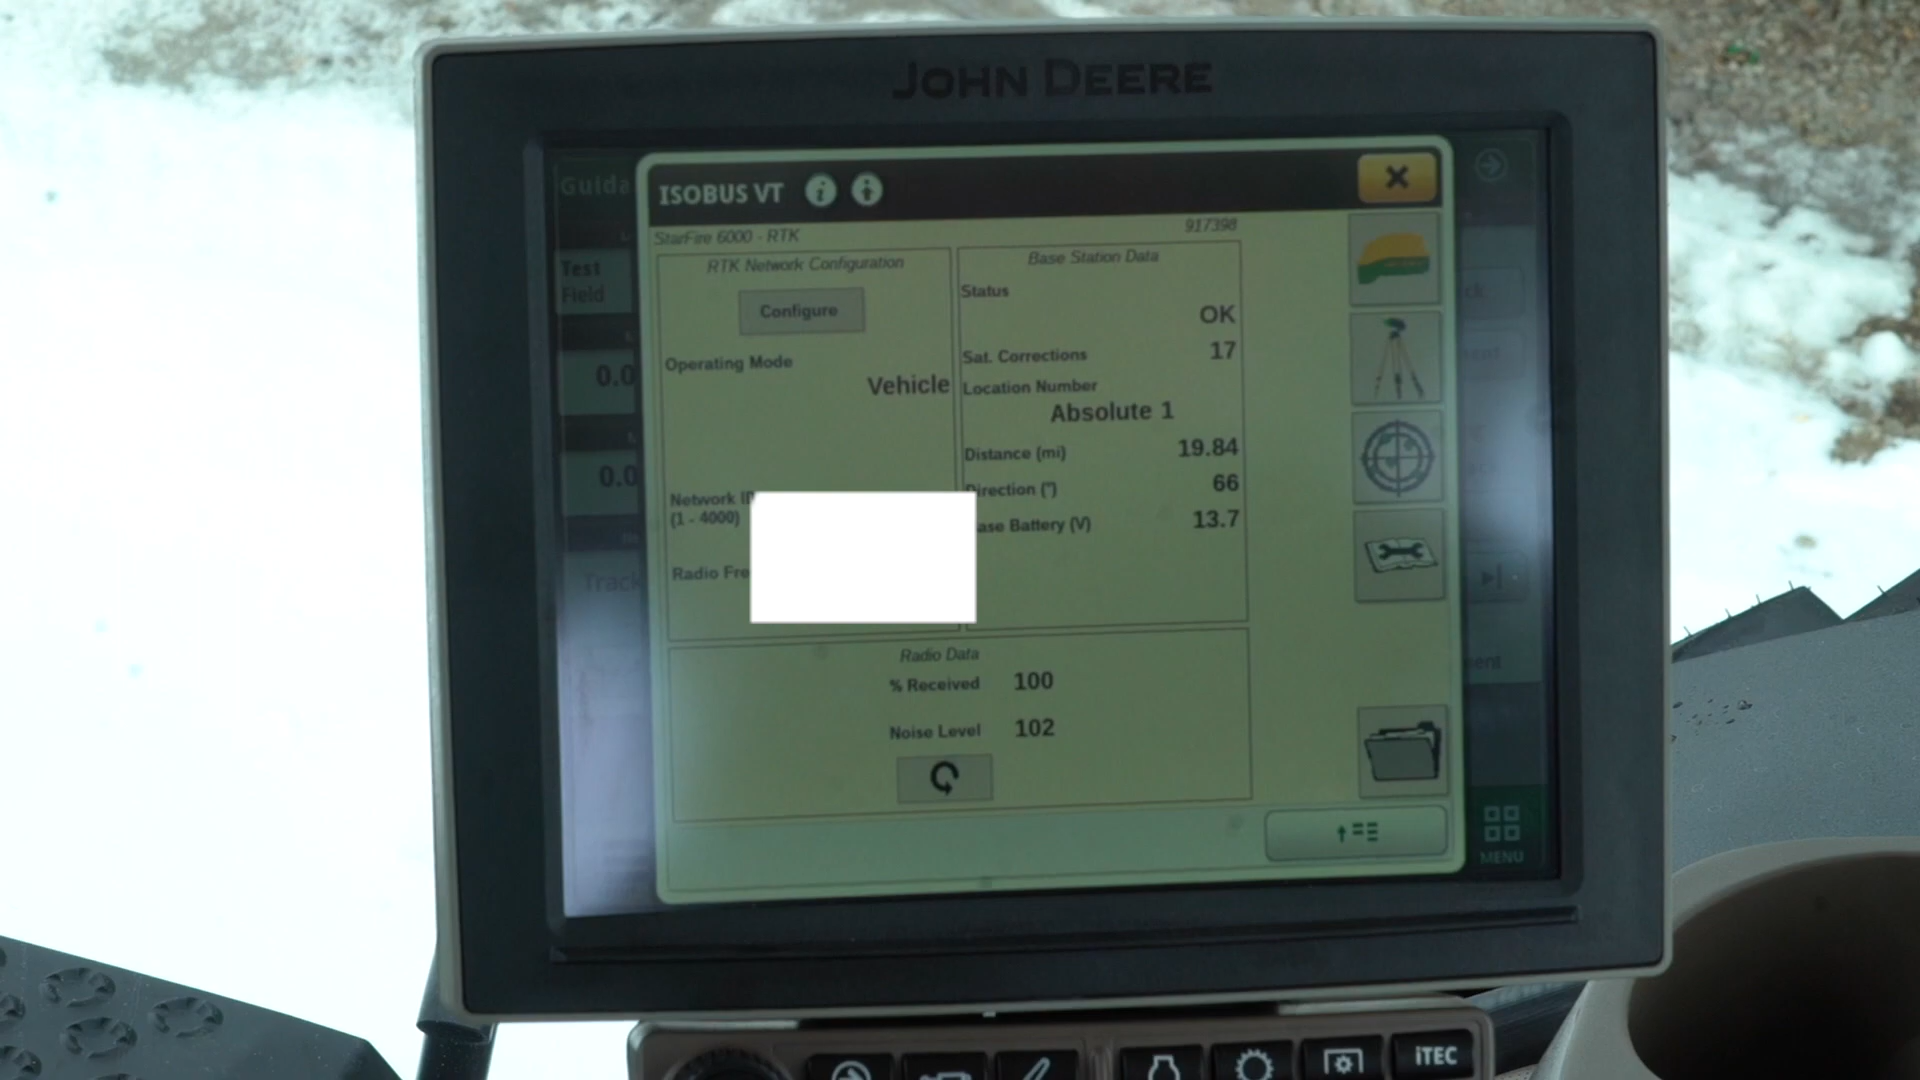 JOHN DEERE
Guida
ISOBUS VT
StarFire 6000 - RTK
917398
Test
Field
RTK Network Configuration
Configure
Operating Mode
Vehicle
Network I
(1 - 4000)
Radio Fre
Base Station Data
Status
OK
Sat. Corrections 17
Location Number
Absolute 1
Distance (mi) 19.84
Direction (°) 66
ase Battery (V) 13.7
0.0
0.0
Track
Radio Data
% Received 100
Noise Level 102
ent
MENU
iTEC